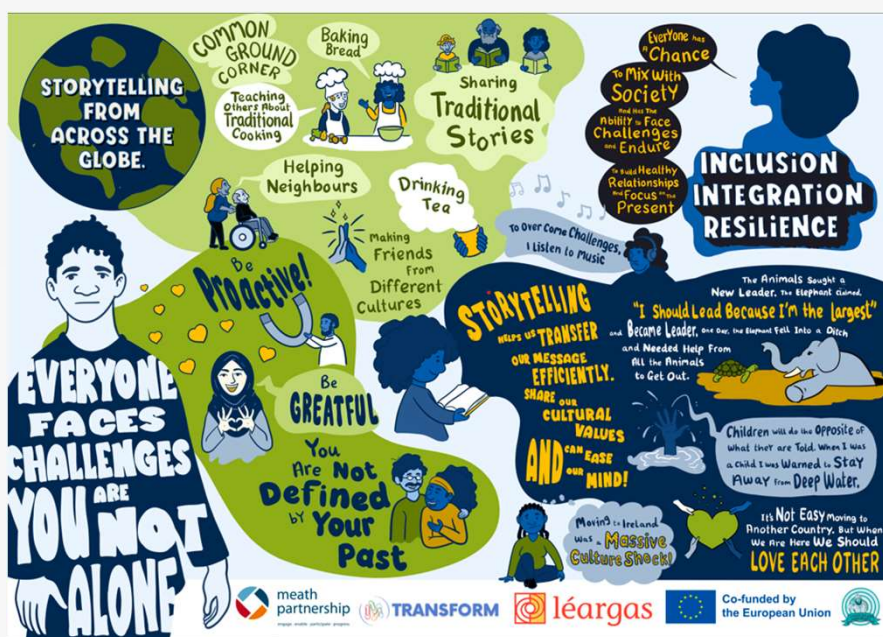 STORYTELLING
FROM
ACROSS THE
GLOBE.
COMMON
GROUND
CORNER
Baking
Bread
Teaching
Others About
Traditional
Cooking
Sharing
Traditional
Stories
Helping
Neighbours
Drinking
Tea
Making
Friends
From
Different
Cultures
EveryOne has
a Chance
To Mix With
Society
And Has The
Ability to Face
Challenges
and Endure
To Build Healthy
Relationships
And Focus on The
Present
INCLUSION
INTEGRATION
RESILIENCE
To Over Come Challenges,
I Listen to Music
Be
Proactive!
Be
GREATFUL
You
Are Not
Defined
by Your
Past
EVERYONE
FACES
CHALLENGES
YOU ARE
NOT
ALONE
STORYTELLING
HELPS US TRANSFER
OUR MESSAGE
EFFICIENTLY.
SHARE OUR
CULTURAL
VALUES
AND CAN EASE
OUR MIND!
The Animals Sought a
New Leader. The Elephant claimed,
"I Should Lead Because I'm the Largest"
and Became Leader. One Day, the Elephant Fell Into a Ditch
and Needed Help From
All the Animals
to Get Out.
Children will do the Opposite of
what they are Told. When I was
a Child I was Warned to Stay
Away From Deep Water.
Moving to Ireland
was a Massive
Culture Shock!
It's Not Easy moving to
Another Country. But When
We Are Here We Should
LOVE EACH OTHER
meath
partnership
engage enable participate progress
TRANSFORM
léargas
Co-funded by
the European Union